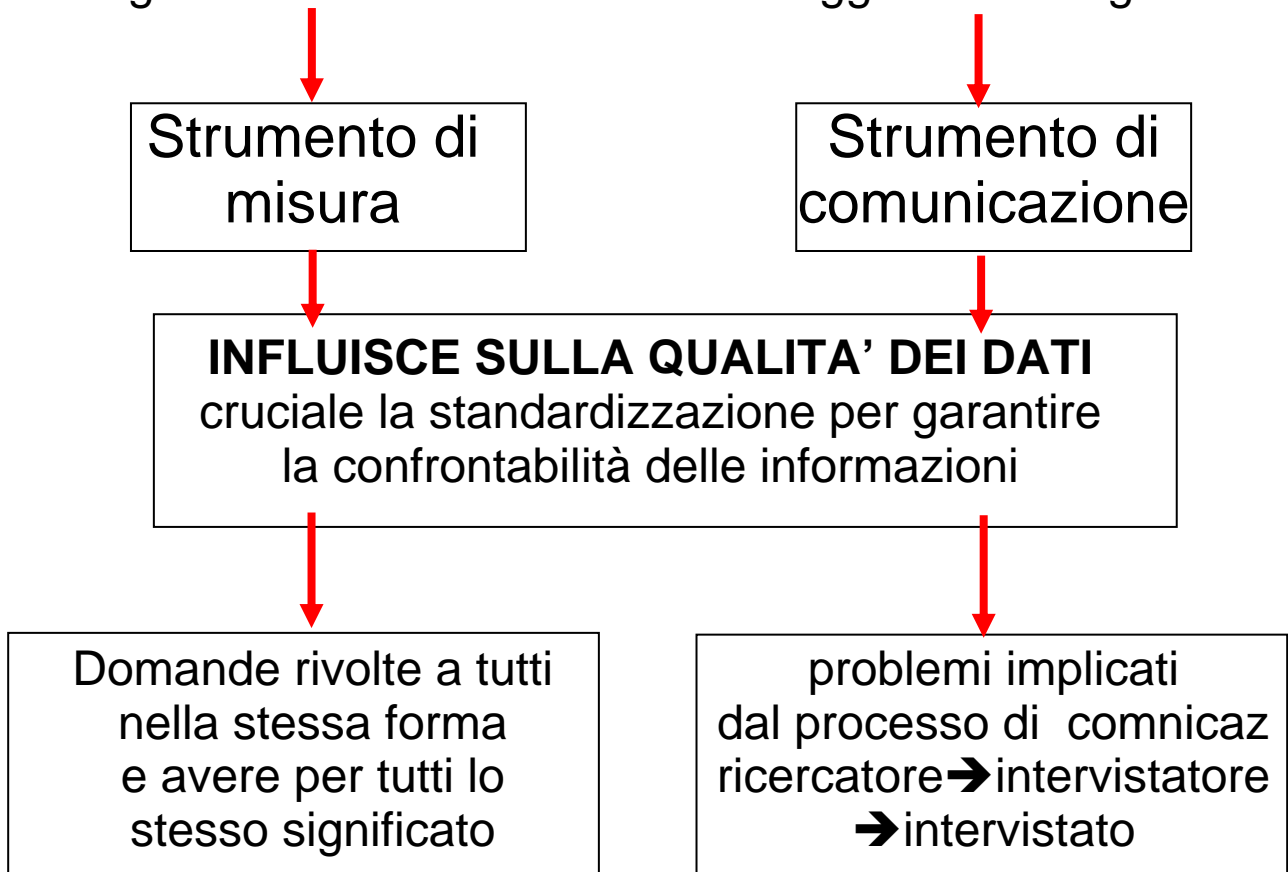 Strumento di
misura
Strumento di
comunicazione
INFLUISCE SULLA QUALITA’ DEI DATI
cruciale la standardizzazione per garantire
la confrontabilità delle informazioni
Domande rivolte a tutti
nella stessa forma
e avere per tutti lo
stesso significato
problemi implicati
dal processo di comnicaz
ricercatore➔intervistatore
➔intervistato